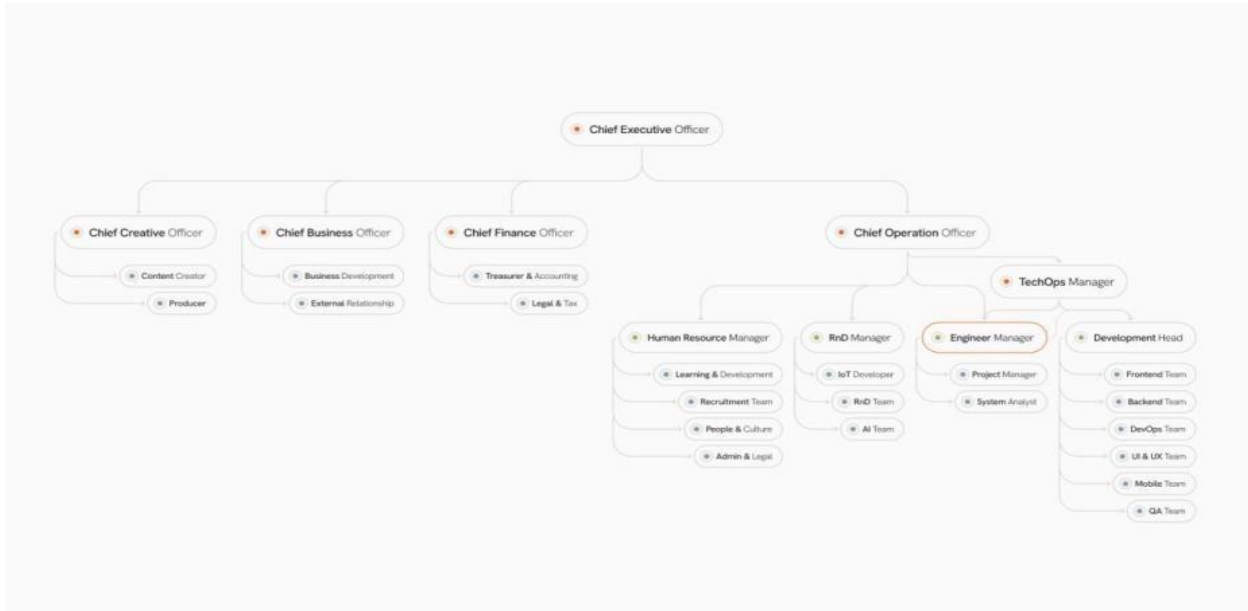 Chief Executive Officer
Chief Creative Officer
Chief Business Officer
Chief Finance Officer
Chief Operation Officer
Content Creator
Business Development
Treasurer & Accounting
TechOps Manager
Producer
External Relationship
Legal & Tax
Human Resource Manager
RnD Manager
Engineer Manager
Development Head
Learning & Development
IoT Developer
Project Manager
Frontend Team
Recruitment Team
RnD Team
System Analyst
Backend Team
People & Culture
AI Team
DevOps Team
Admin & Legal
UI & UX Team
Mobile Team
QA Team